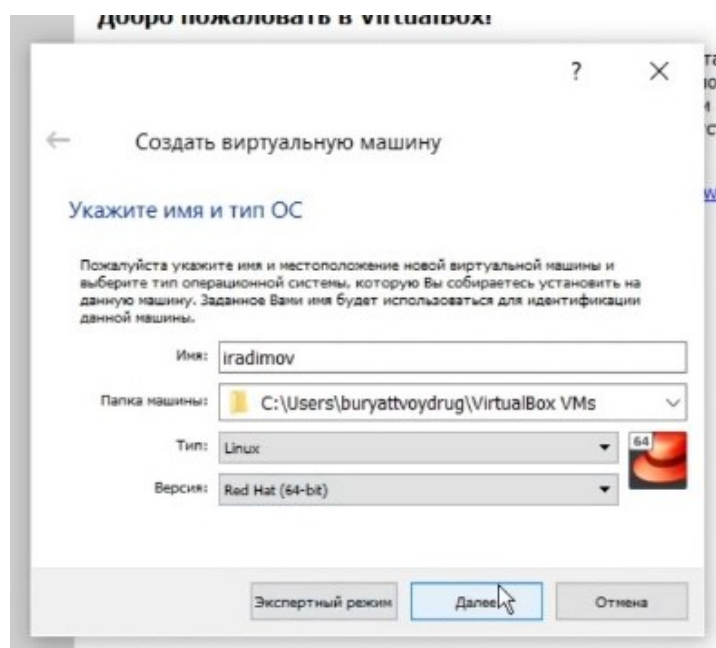 Добро пожаловать в VirtualBox!
?
Создать виртуальную машину
Укажите имя и тип ОС
Пожалуйста укажите имя и местоположение новой виртуальной машины и
выберите тип операционной системы, которую Вы собираетесь установить на
данную машину. Заданное Вами имя будет использоваться для идентификации
данной машины.
Имя: iradimov
Папка машины: C:\Users\buryattvoydrug\VirtualBox VMs
Тип: Linux
64
Версия: Red Hat (64-bit)
Экспертный режим Далее Отмена